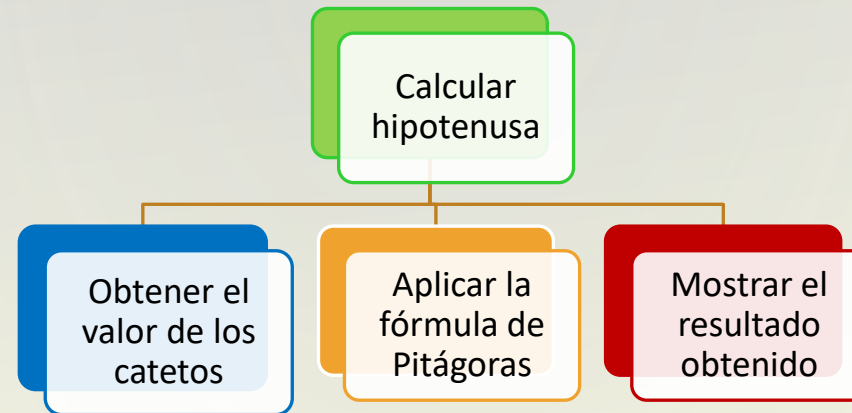 Calcular
hipotenusa
Obtener el
valor de los
catetos
Aplicar la
fórmula de
Pitágoras
Mostrar el
resultado
obtenido